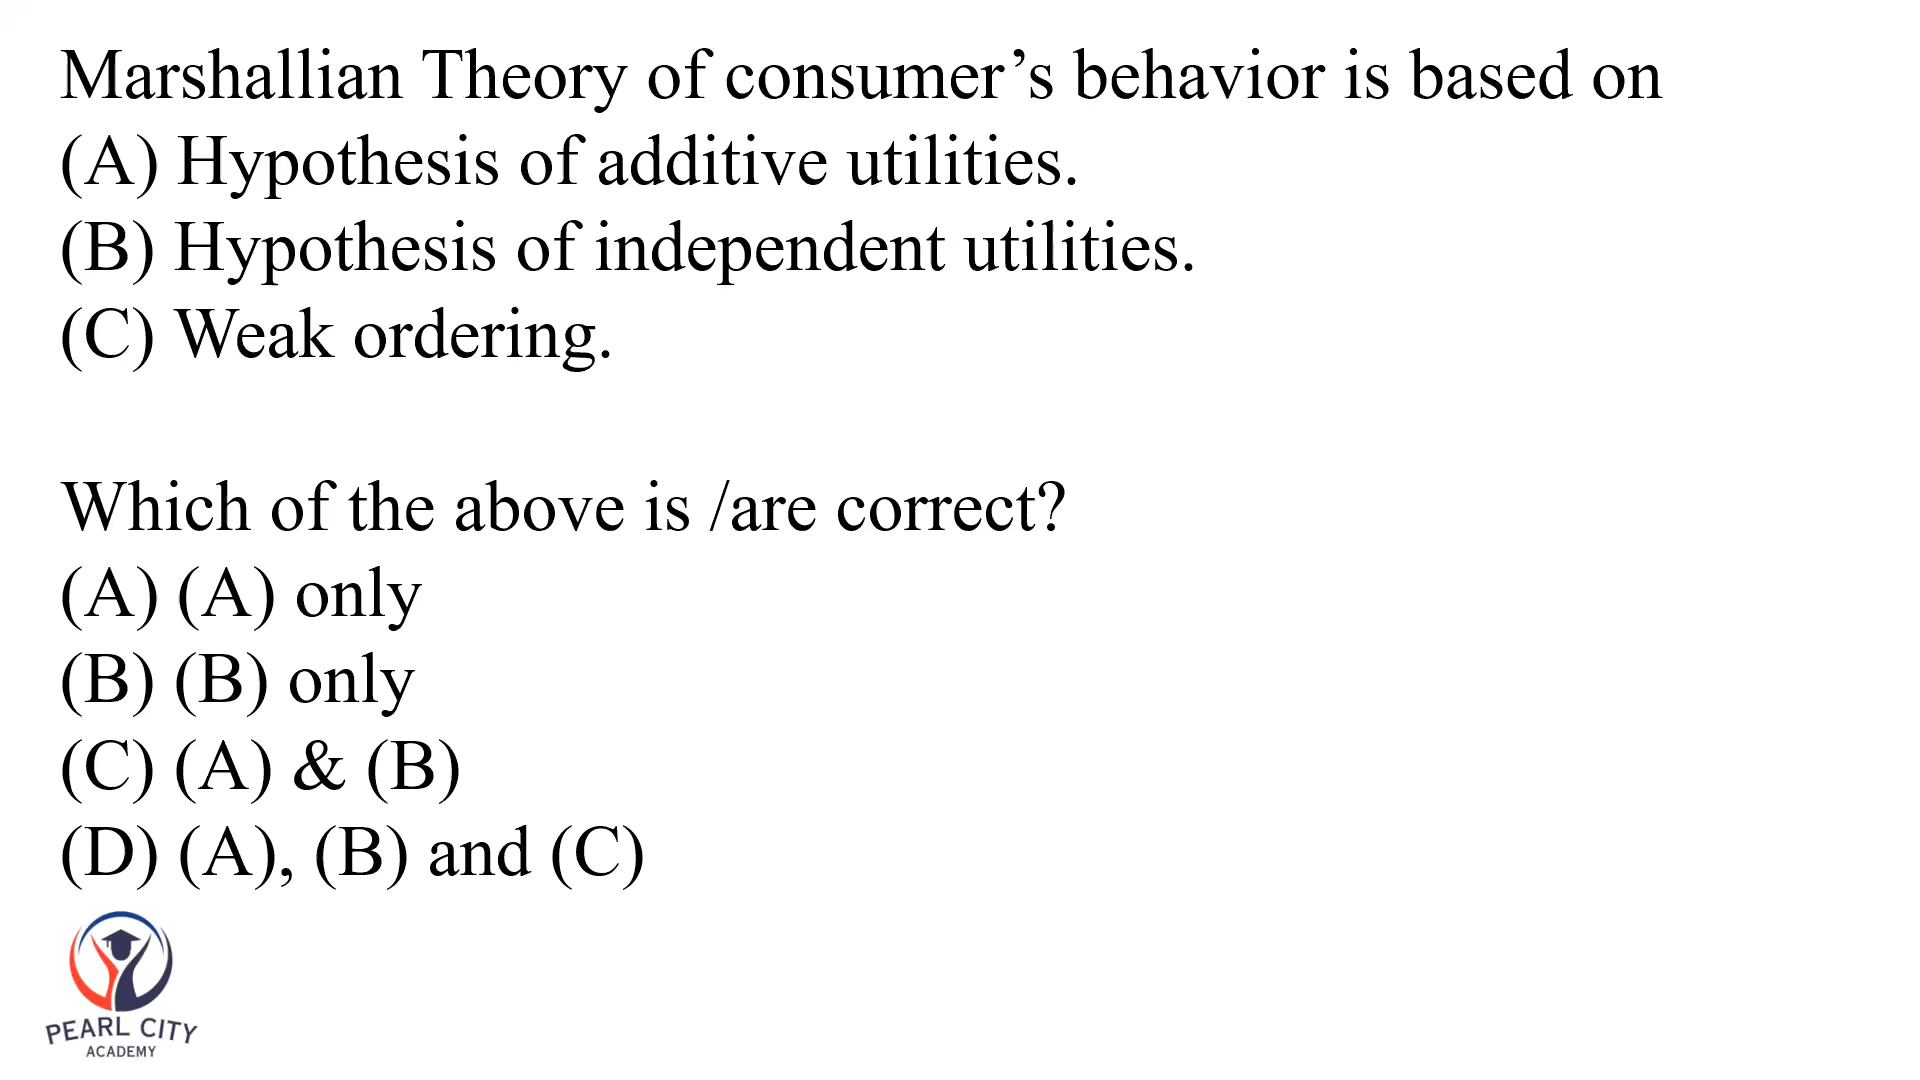 Marshallian Theory of consumer’s behavior is based on
(A) Hypothesis of additive utilities.
(B) Hypothesis of independent utilities.
(C) Weak ordering.
Which of the above is /are correct?
(A) (A) only
(B) (B) only
(C) (A) & (B)
(D) (A), (B) and (C)
PEARL CITY
ACADEMY